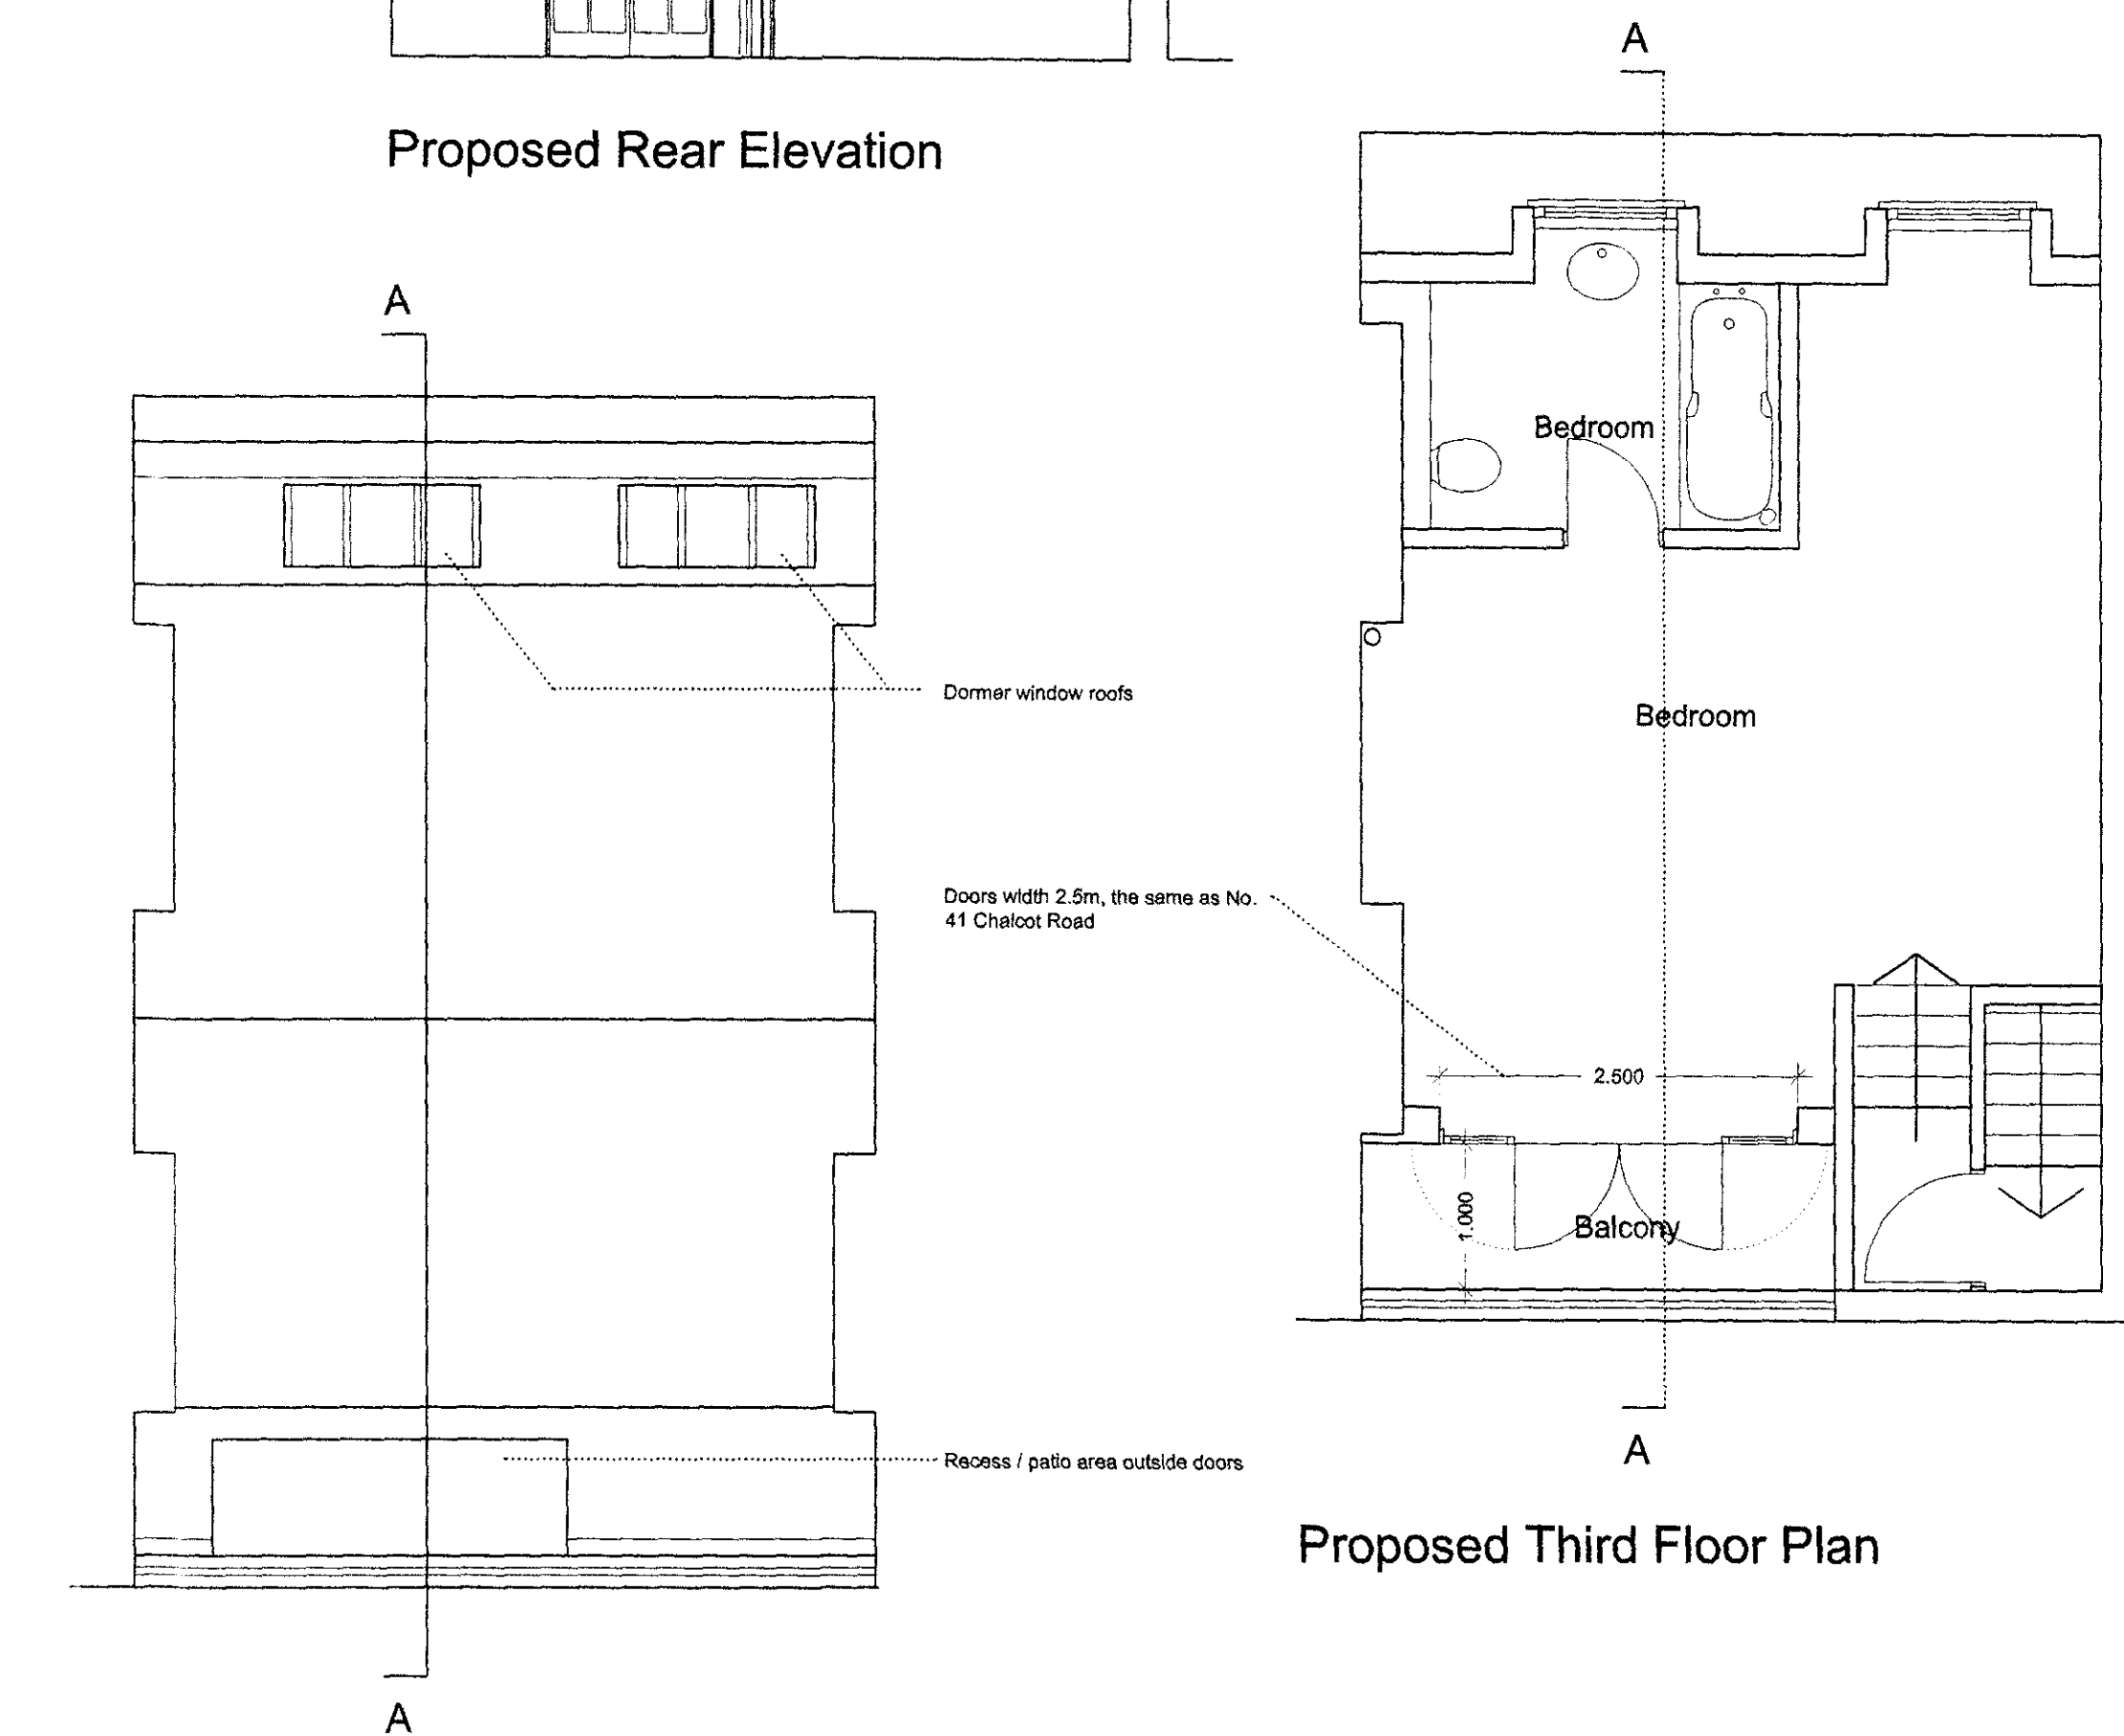 Proposed Rear Elevation
A
Dormer window roofs
Recess / patio area outside doors
A
A
Bedroom
Bedroom
Doors width 2.5m, the same as No.
41 Chalcot Road
2.500
1.000
Balcony
A
Proposed Third Floor Plan